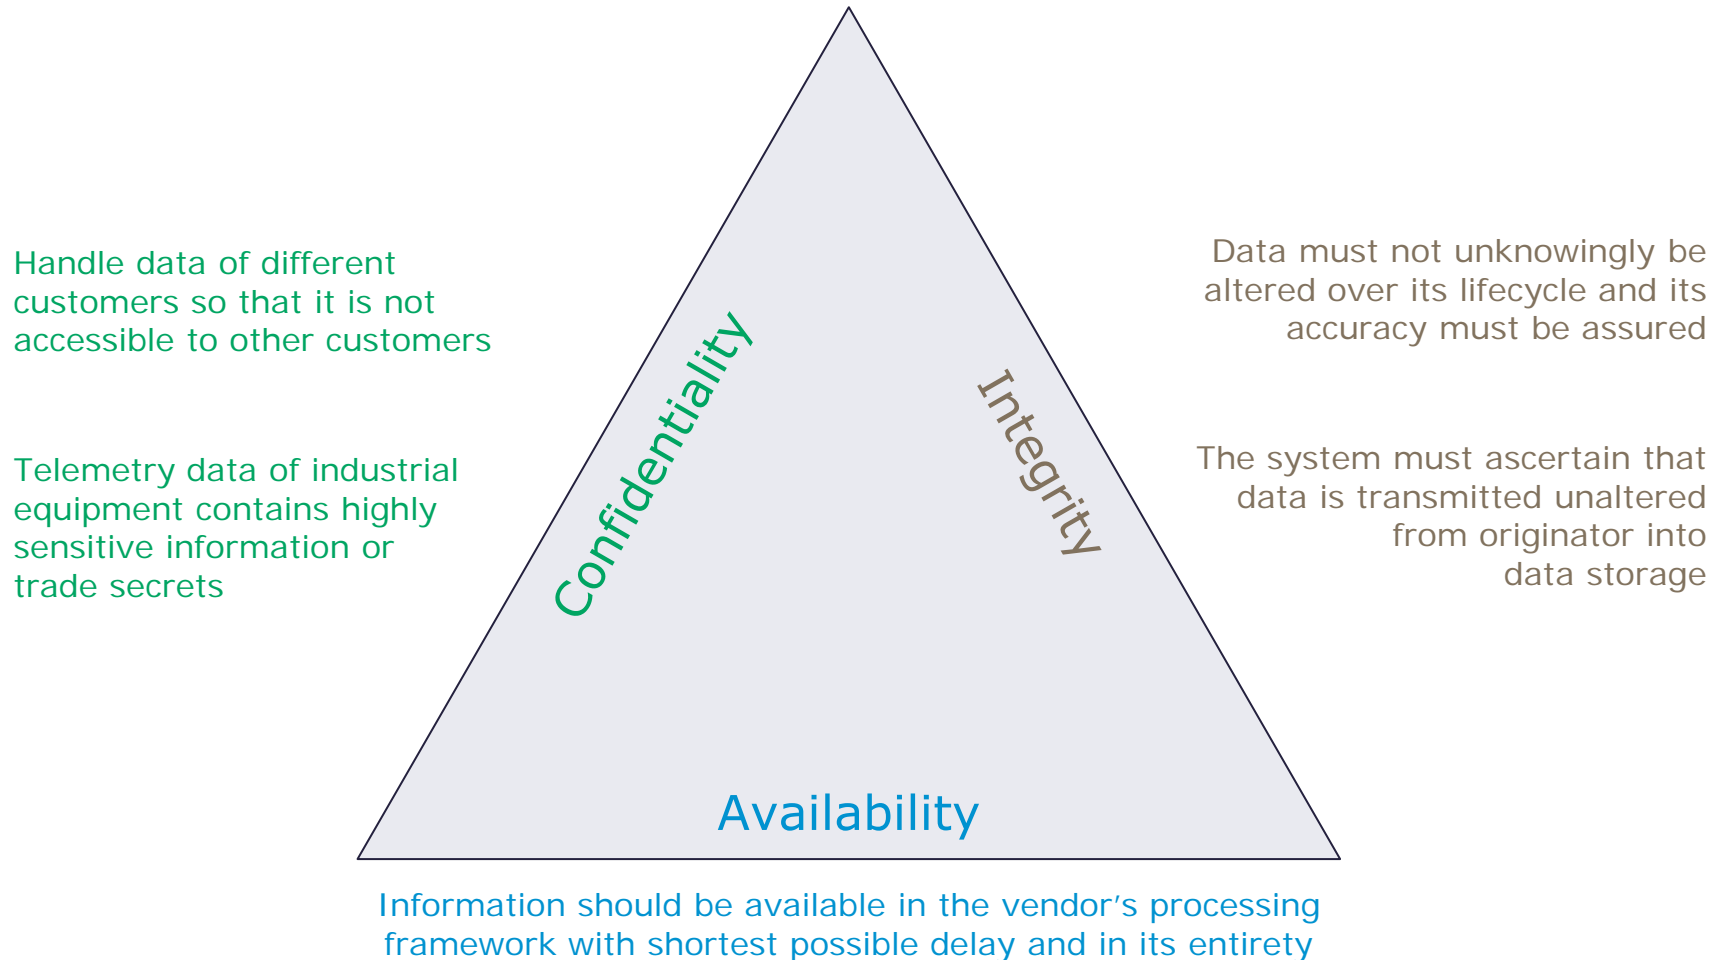 Handle data of different
customers so that it is not
accessible to other customers
Telemetry data of industrial
equipment contains highly
sensitive information or
trade secrets
Confidentiality
Integrity
Data must not unknowingly be
altered over its lifecycle and its
accuracy must be assured
The system must ascertain that
data is transmitted unaltered
from originator into
data storage
Availability
Information should be available in the vendor's processing
framework with shortest possible delay and in its entirety